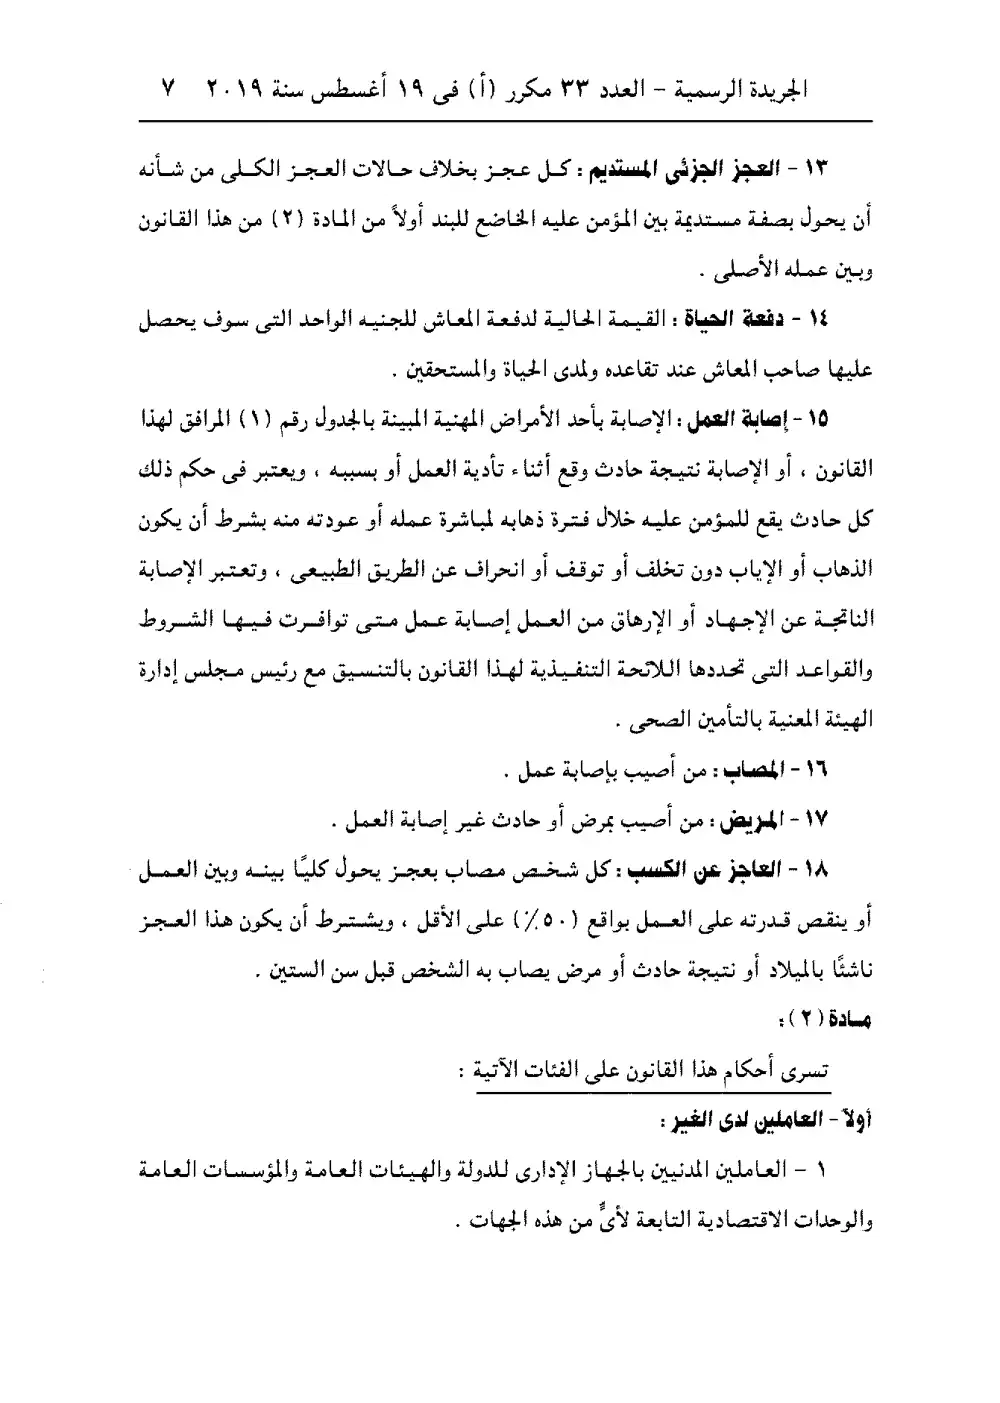 الجريدة الرسمية – العدد ٣٣ مكرر (أ) فى ١٩ أغسطس سنة ٢٠١٩ ٧
١٣ – العجز الجزئى المستديم : كل عجز بخلاف حالات العجز الكلى من شأنه
أن يحول بصفة مستديمة بين المؤمن عليه الخاضع للبند أولاً من المادة (٢) من هذا القانون
وبين عمله الأصلى .
١٤ – دفعة الحياة : القيمة الحالية لدفعة المعاش للجنيه الواحد التى سوف يحصل
عليها صاحب المعاش عند تقاعده ولمدى الحياة والمستحقين .
١٥ – إصابة العمل : الإصابة بأحد الأمراض المهنية المبينة بالجدول رقم (١) المرافق لهذا
القانون ، أو الإصابة نتيجة حادث وقع أثناء تأدية العمل أو بسببه ، ويعتبر فى حكم ذلك
كل حادث يقع للمؤمن عليه خلال فترة ذهابه لمباشرة عمله أو عودته منه بشرط أن يكون
الذهاب أو الإياب دون تخلف أو توقف أو انحراف عن الطريق الطبيعى ، وتعتبر الإصابة
الناتجة عن الإجهاد أو الإرهاق من العمل إصابة عمل متى توافرت فيها الشروط
والقواعد التى تحددها اللائحة التنفيذية لهذا القانون بالتنسيق مع رئيس مجلس إدارة
الهيئة المعنية بالتأمين الصحى .
١٦ – المصاب : من أصيب بإصابة عمل .
١٧ – المريض : من أصيب بمرض أو حادث غير إصابة العمل .
١٨ – العاجز عن الكسب : كل شخص مصاب بعجز يحول كليًا بينه وبين العمل
أو ينقص قدرته على العمل بواقع (٥٠٪) على الأقل ، ويشترط أن يكون هذا العجز
ناشئًا بالميلاد أو نتيجة حادث أو مرض يصاب به الشخص قبل سن الستين .
مادة (٢) :
تسرى أحكام هذا القانون على الفئات الآتية :
أولاً – العاملين لدى الغير :
١ – العاملين المدنيين بالجهاز الإدارى للدولة والهيئات العامة والمؤسسات العامة
والوحدات الاقتصادية التابعة لأىٍّ من هذه الجهات .